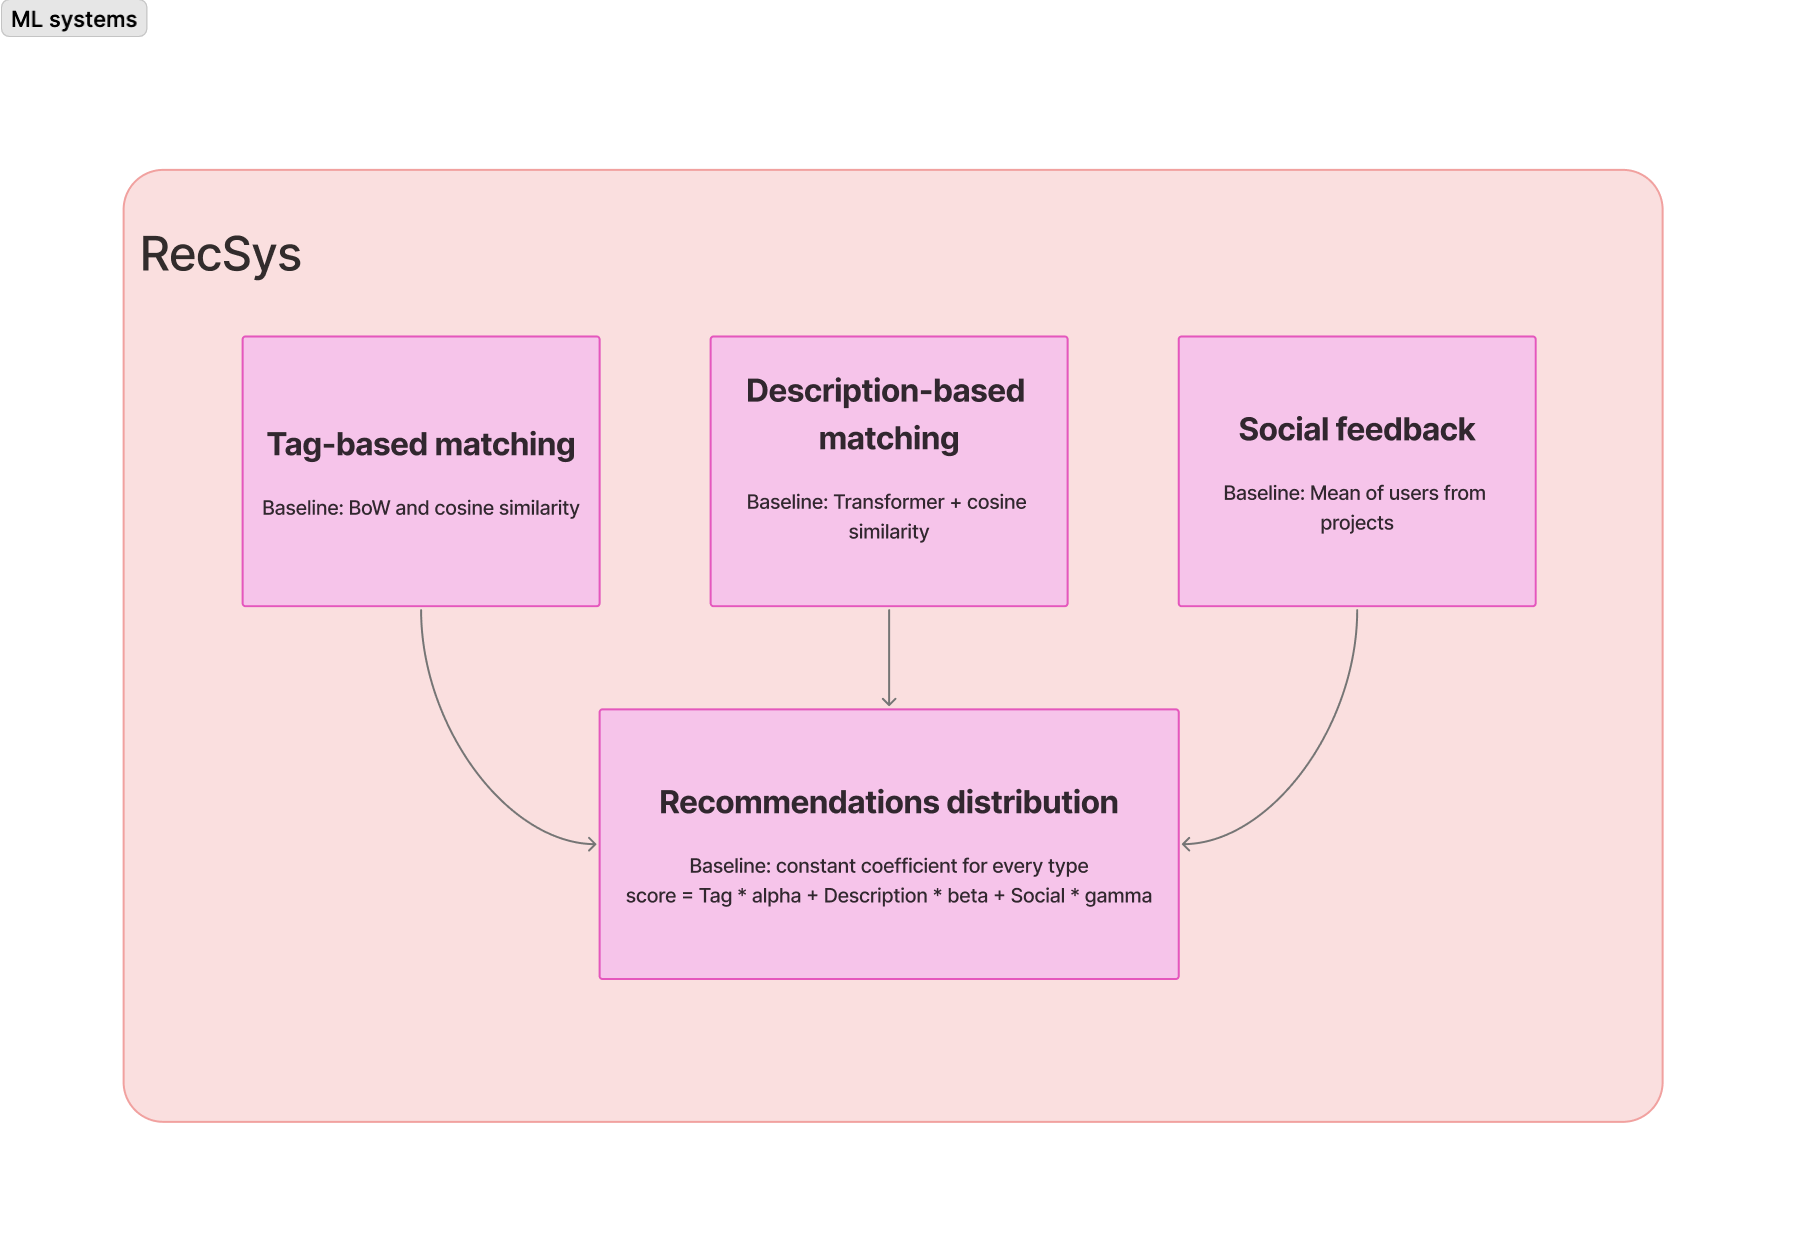 ML systems
RecSys
Tag-based matching
Baseline: BoW and cosine similarity
Description-based
matching
Baseline: Transformer + cosine
similarity
Social feedback
Baseline: Mean of users from
projects
Recommendations distribution
Baseline: constant coefficient for every type
score = Tag * alpha + Description * beta + Social * gamma